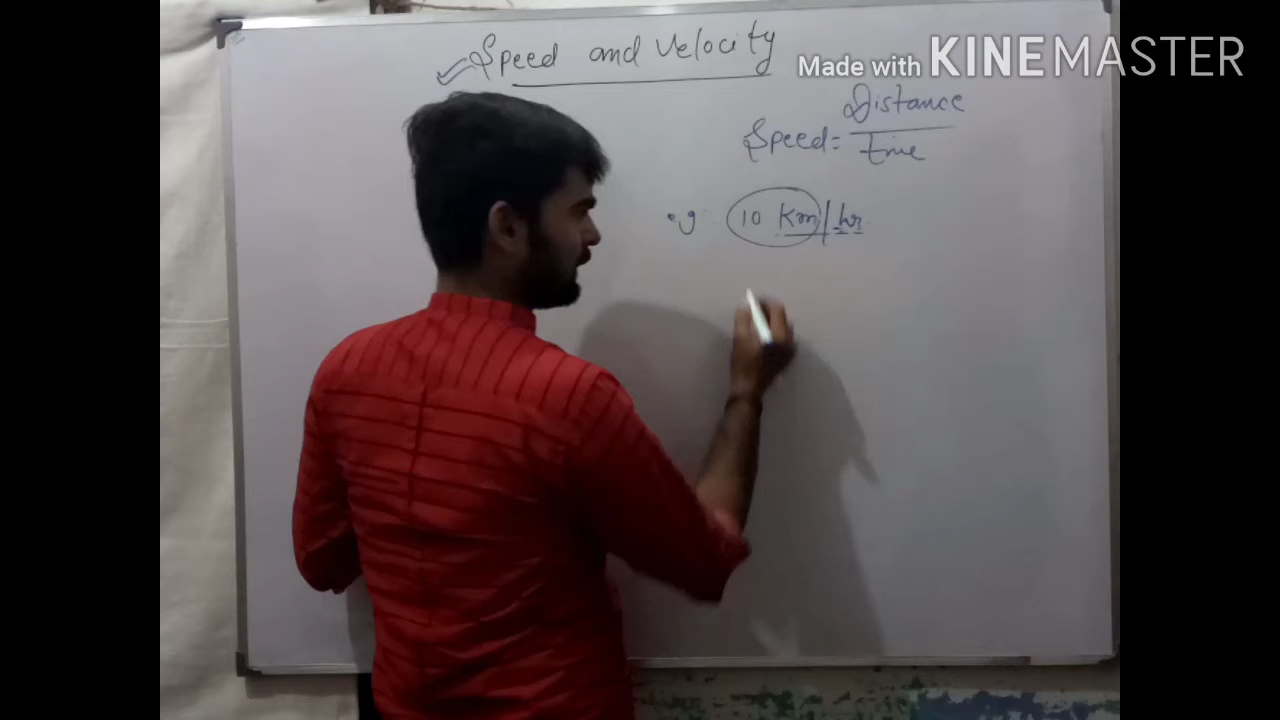 Speed and Velocity
Made with KINEMASTER
Speed = Distance / time
e.g 10 Km/hr